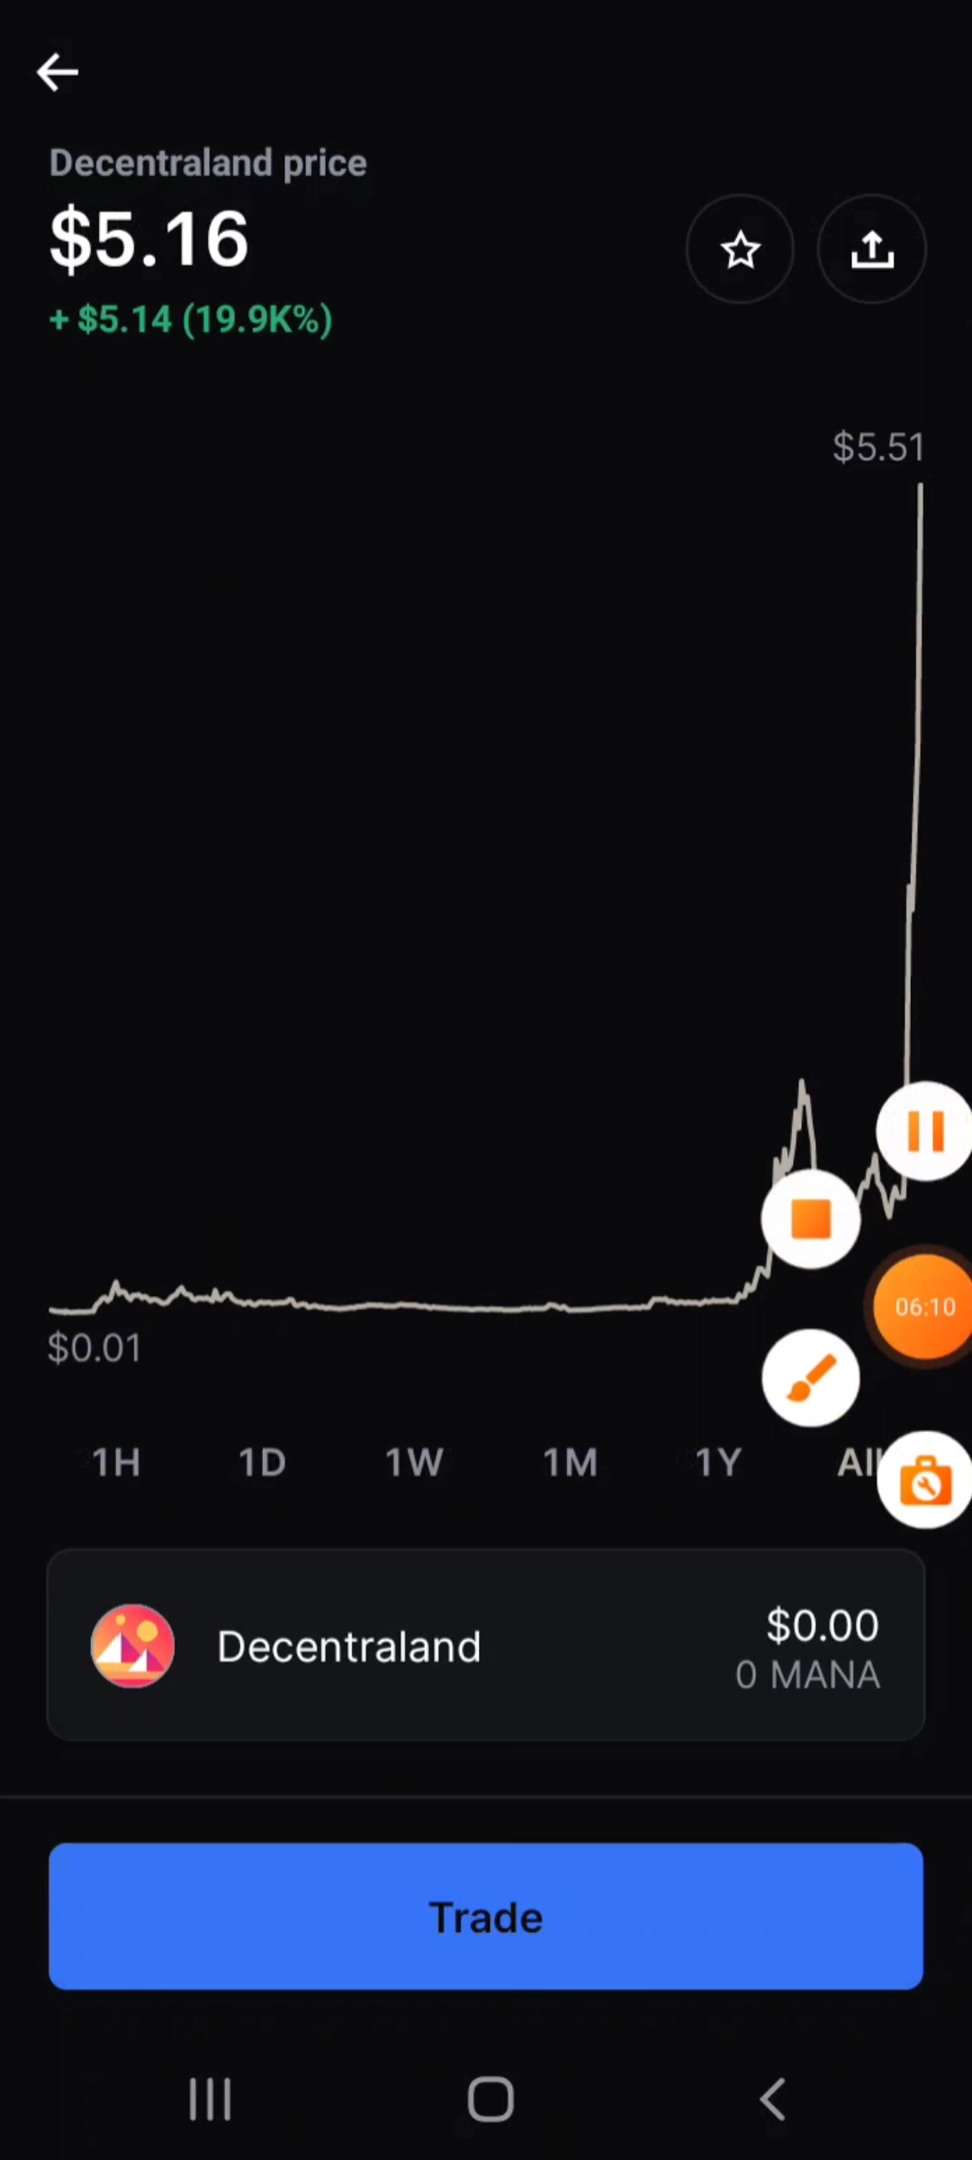 Decentraland price
$5.16
+ $5.14 (19.9K%)
$5.51
$0.01
06:10
1H 1D 1W 1M 1Y All
Decentraland
$0.00
0 MANA
Trade